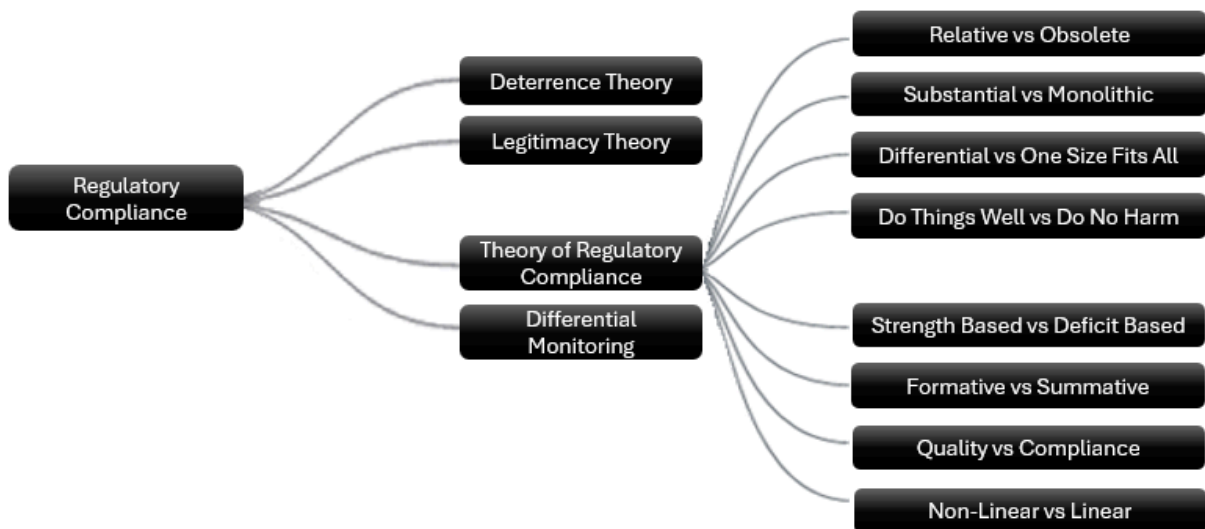 Regulatory
Compliance
Deterrence Theory
Legitimacy Theory
Theory of Regulatory
Compliance
Differential
Monitoring
Relative vs Obsolete
Substantial vs Monolithic
Differential vs One Size Fits All
Do Things Well vs Do No Harm
Strength Based vs Deficit Based
Formative vs Summative
Quality vs Compliance
Non-Linear vs Linear